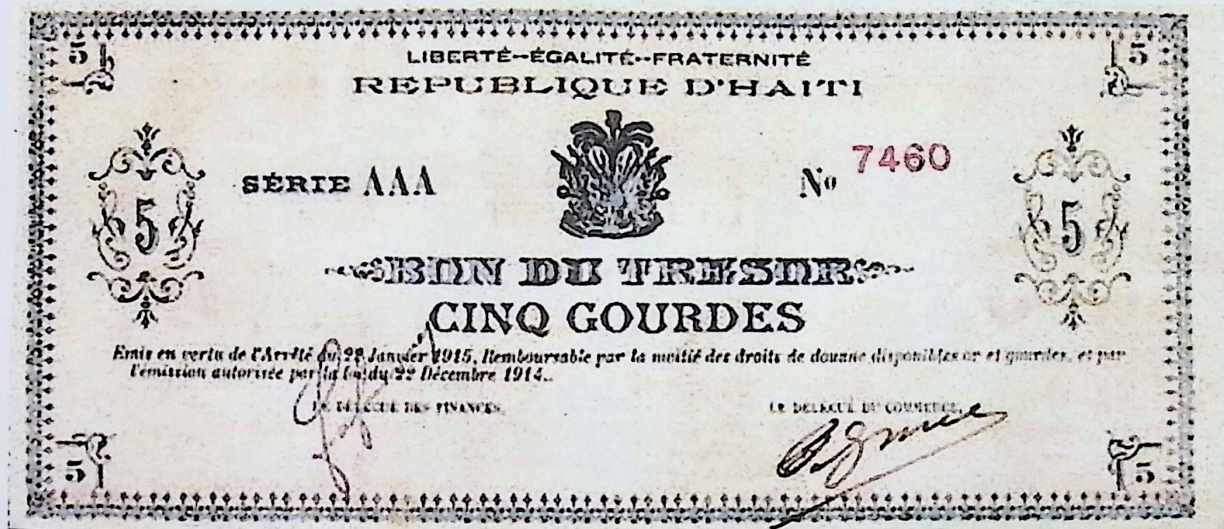 5 5
LIBERTÉ--ÉGALITÉ--FRATERNITÉ
REPUBLIQUE D'HAITI
SÉRIE AAA
No 7460
5 5
BON DU TRESOR
CINQ GOURDES
Emis en vertu de l'Arrêté du 22 Janvier 1915, Remboursable par la moitié des droits de douane disponibles or et gourdes, et par
l'émission autorisée par la loi du 22 Décembre 1914..
LE DELEGUE DES FINANCES, LE DELEGUE DU COMMERCE,
5 5